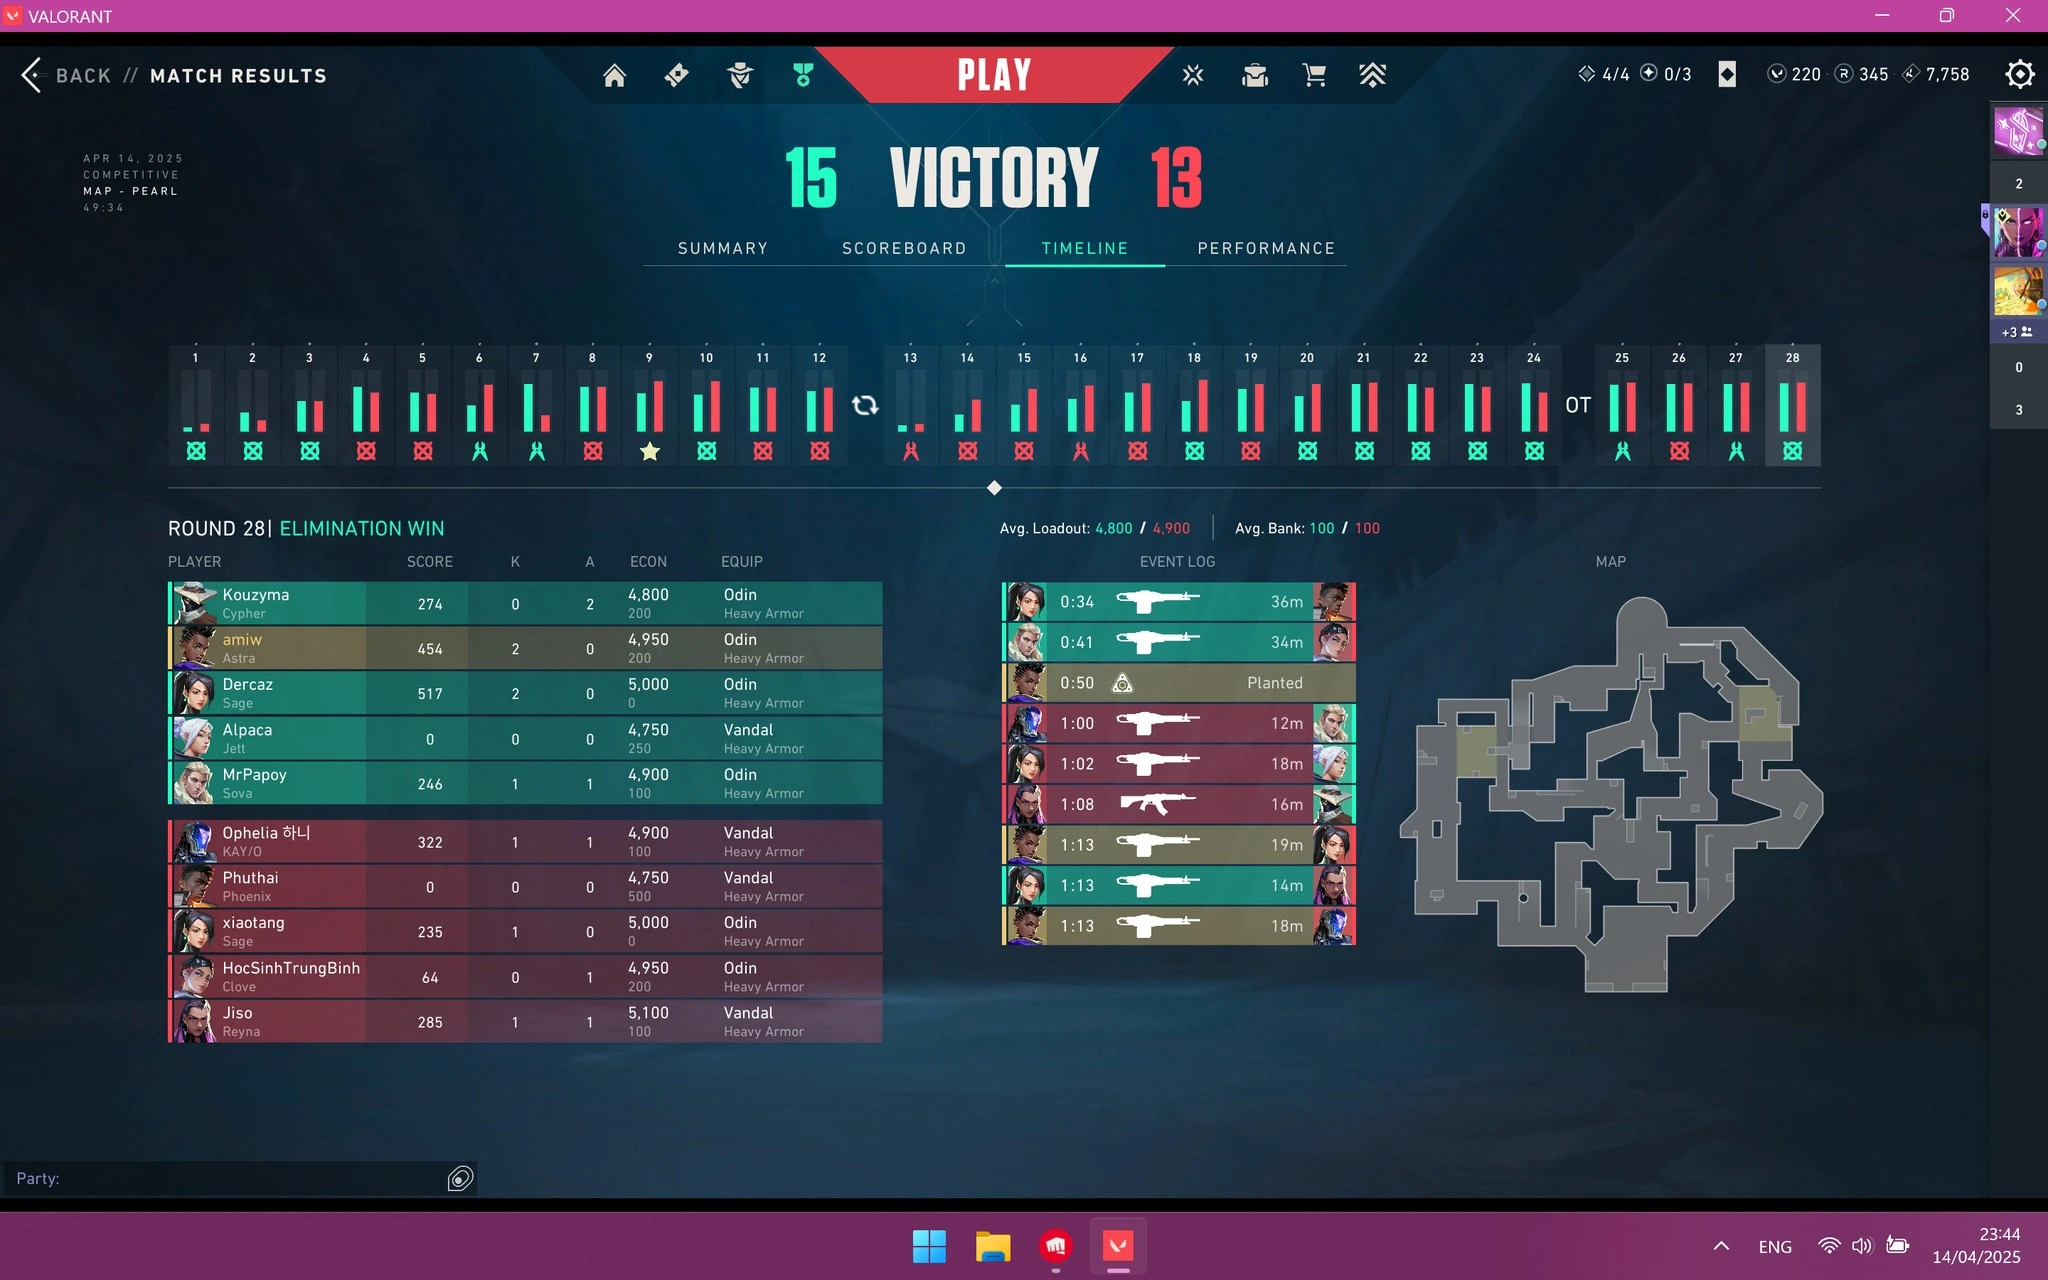 VALORANT
BACK // MATCH RESULTS
PLAY
4/4 0/3 220 345 7,758
APR 14, 2025
COMPETITIVE
MAP - PEARL
49:34
15 VICTORY 13
SUMMARY SCOREBOARD TIMELINE PERFORMANCE
2
+3
0
3
1 2 3 4 5 6 7 8 9 10 11 12 13 14 15 16 17 18 19 20 21 22 23 24 25 26 27 28
OT
ROUND 28| ELIMINATION WIN
Avg. Loadout: 4,800 / 4,900 Avg. Bank: 100 / 100
PLAYER SCORE K A ECON EQUIP
Kouzyma 274 0 2 4,800 Odin
Cypher 200 Heavy Armor
amiw 454 2 0 4,950 Odin
Astra 200 Heavy Armor
Dercaz 517 2 0 5,000 Odin
Sage 0 Heavy Armor
Alpaca 0 0 0 4,750 Vandal
Jett 250 Heavy Armor
MrPapoy 246 1 1 4,900 Odin
Sova 100 Heavy Armor
Ophelia 하니 322 1 1 4,900 Vandal
KAY/O 100 Heavy Armor
Phuthai 0 0 0 4,750 Vandal
Phoenix 500 Heavy Armor
xiaotang 235 1 0 5,000 Odin
Sage 0 Heavy Armor
HocSinhTrungBinh 64 0 1 4,950 Odin
Clove 200 Heavy Armor
Jiso 285 1 1 5,100 Vandal
Reyna 100 Heavy Armor
EVENT LOG
0:34 36m
0:41 34m
0:50 Planted
1:00 12m
1:02 18m
1:08 16m
1:13 19m
1:13 14m
1:13 18m
MAP
Party:
ENG
23:44
14/04/2025